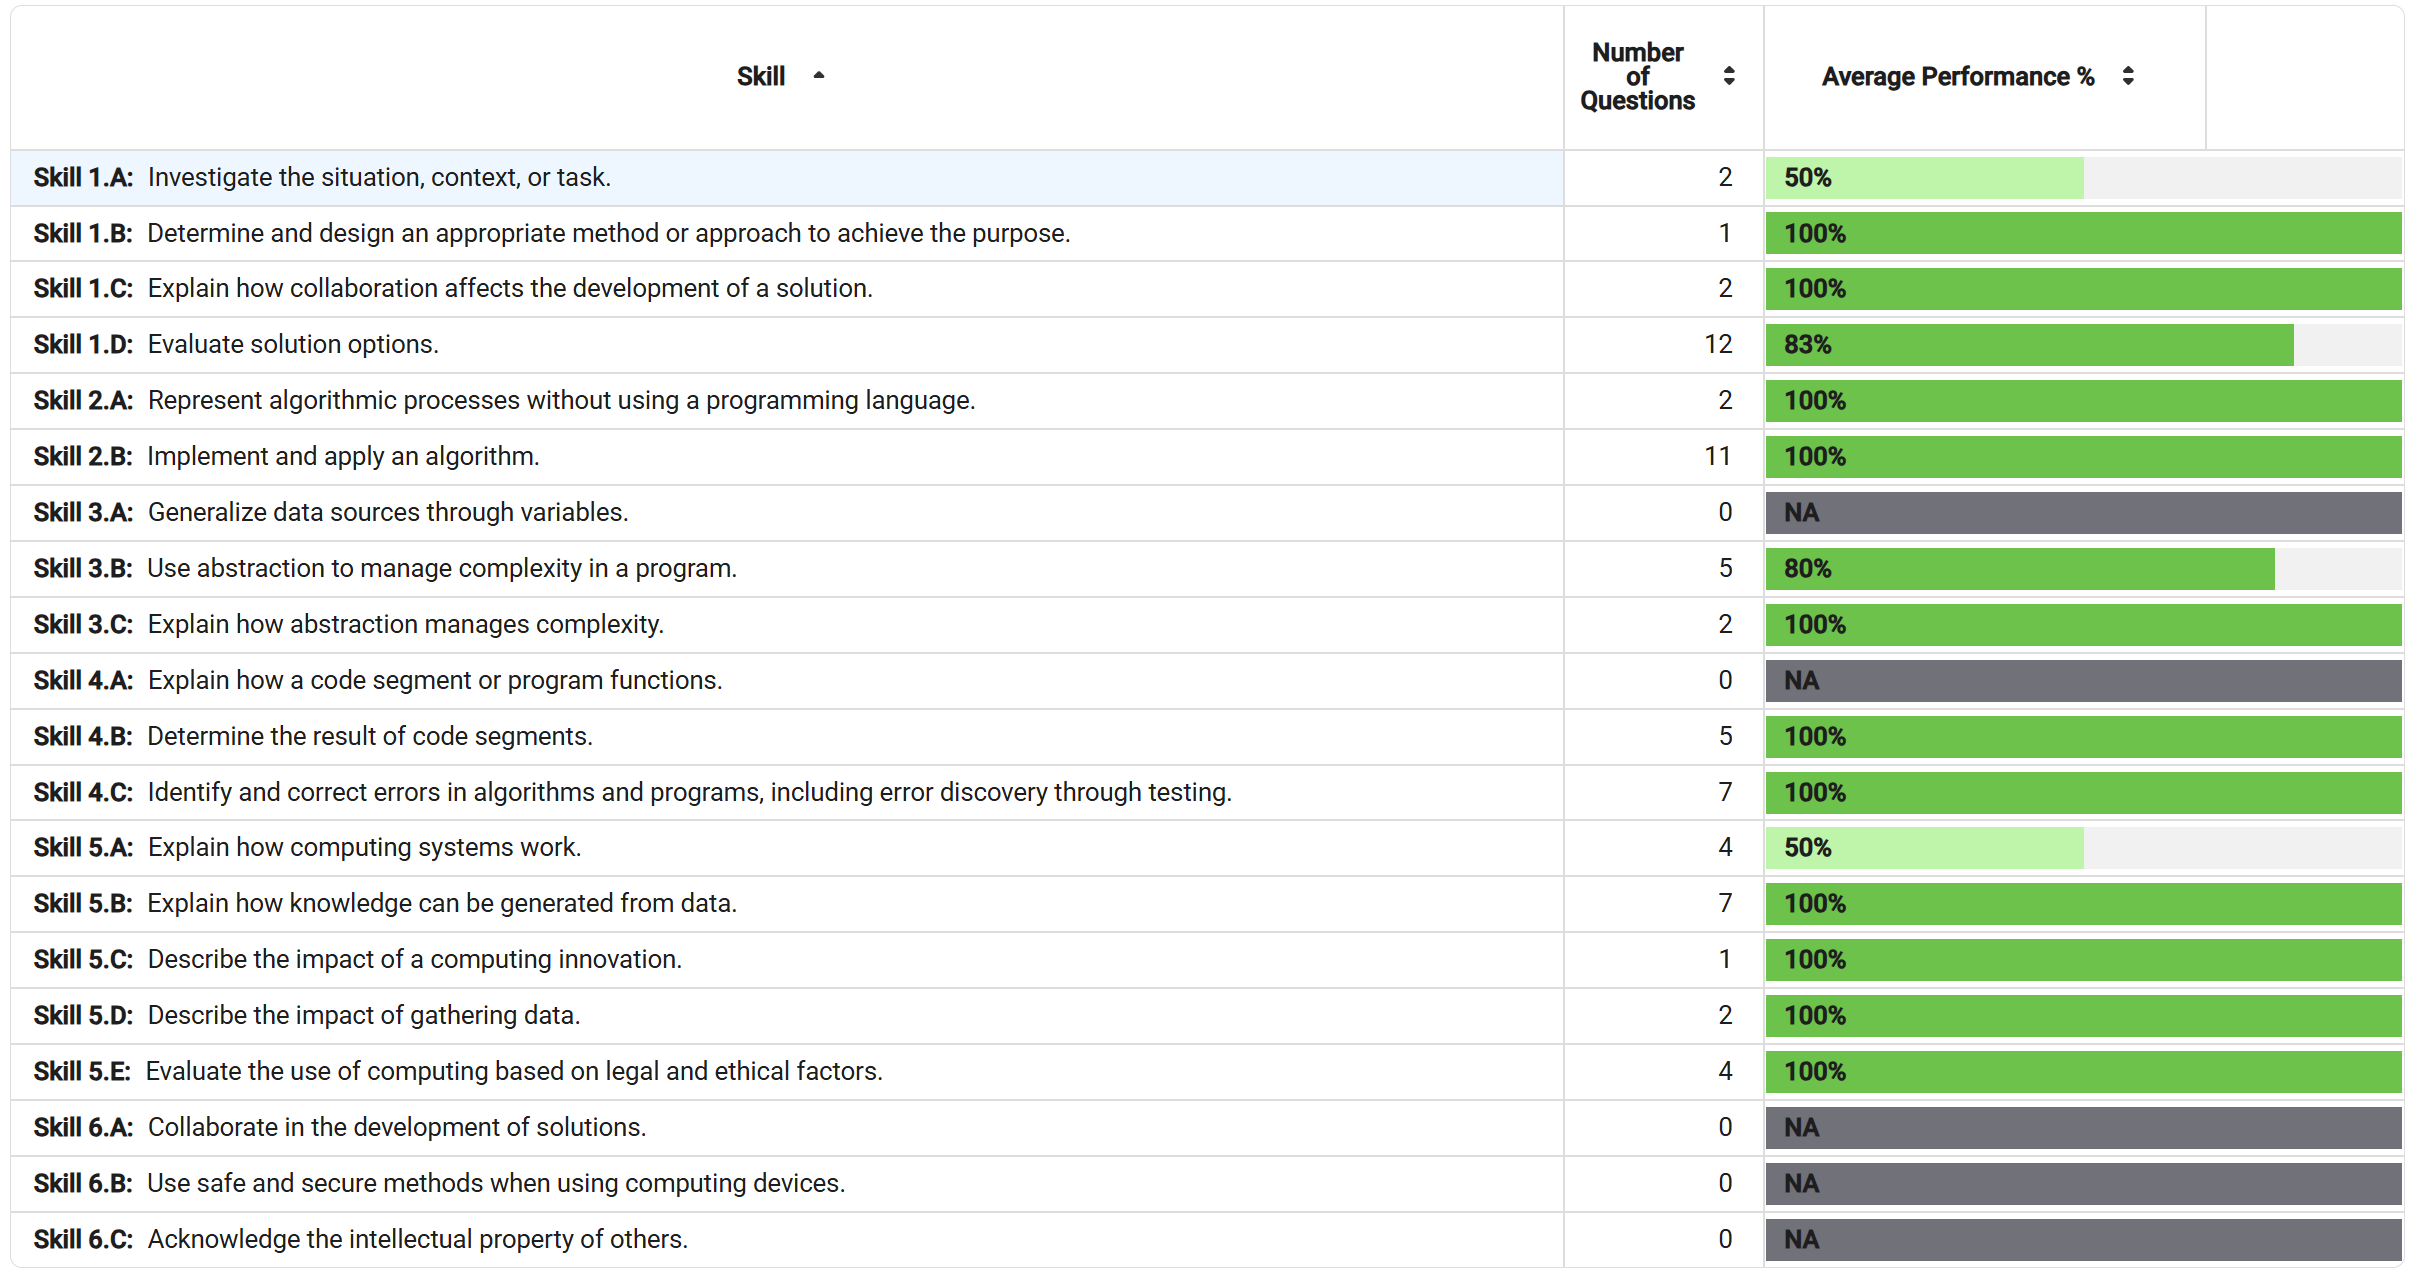 Skill
Number of Questions
Average Performance %
Skill 1.A: Investigate the situation, context, or task. 2 50%
Skill 1.B: Determine and design an appropriate method or approach to achieve the purpose. 1 100%
Skill 1.C: Explain how collaboration affects the development of a solution. 2 100%
Skill 1.D: Evaluate solution options. 12 83%
Skill 2.A: Represent algorithmic processes without using a programming language. 2 100%
Skill 2.B: Implement and apply an algorithm. 11 100%
Skill 3.A: Generalize data sources through variables. 0 NA
Skill 3.B: Use abstraction to manage complexity in a program. 5 80%
Skill 3.C: Explain how abstraction manages complexity. 2 100%
Skill 4.A: Explain how a code segment or program functions. 0 NA
Skill 4.B: Determine the result of code segments. 5 100%
Skill 4.C: Identify and correct errors in algorithms and programs, including error discovery through testing. 7 100%
Skill 5.A: Explain how computing systems work. 4 50%
Skill 5.B: Explain how knowledge can be generated from data. 7 100%
Skill 5.C: Describe the impact of a computing innovation. 1 100%
Skill 5.D: Describe the impact of gathering data. 2 100%
Skill 5.E: Evaluate the use of computing based on legal and ethical factors. 4 100%
Skill 6.A: Collaborate in the development of solutions. 0 NA
Skill 6.B: Use safe and secure methods when using computing devices. 0 NA
Skill 6.C: Acknowledge the intellectual property of others. 0 NA